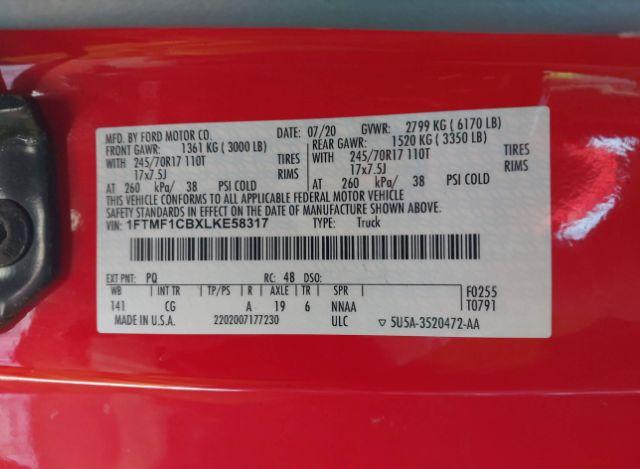 MFD. BY FORD MOTOR CO. DATE: 07/20 GVWR: 2799 KG ( 6170 LB)
FRONT GAWR: 1361 KG ( 3000 LB) REAR GAWR: 1520 KG ( 3350 LB)
WITH 245/70R17 110T TIRES WITH 245/70R17 110T TIRES
17x7.5J RIMS 17x7.5J RIMS
AT 260 kPa/ 38 PSI COLD AT 260 kPa/ 38 PSI COLD
THIS VEHICLE CONFORMS TO ALL APPLICABLE FEDERAL MOTOR VEHICLE
SAFETY STANDARDS IN EFFECT ON THE DATE OF MANUFACTURE SHOWN ABOVE.
VIN: 1FTMF1CBXLKE58317 TYPE: Truck
EXT PNT: PQ RC: 48 DSO:
WB INT TR TP/PS R AXLE TR SPR F0255
141 CG A 19 6 NNAA T0791
MADE IN U.S.A. 2202007177230 ULC ▽ 5U5A-3520472-AA